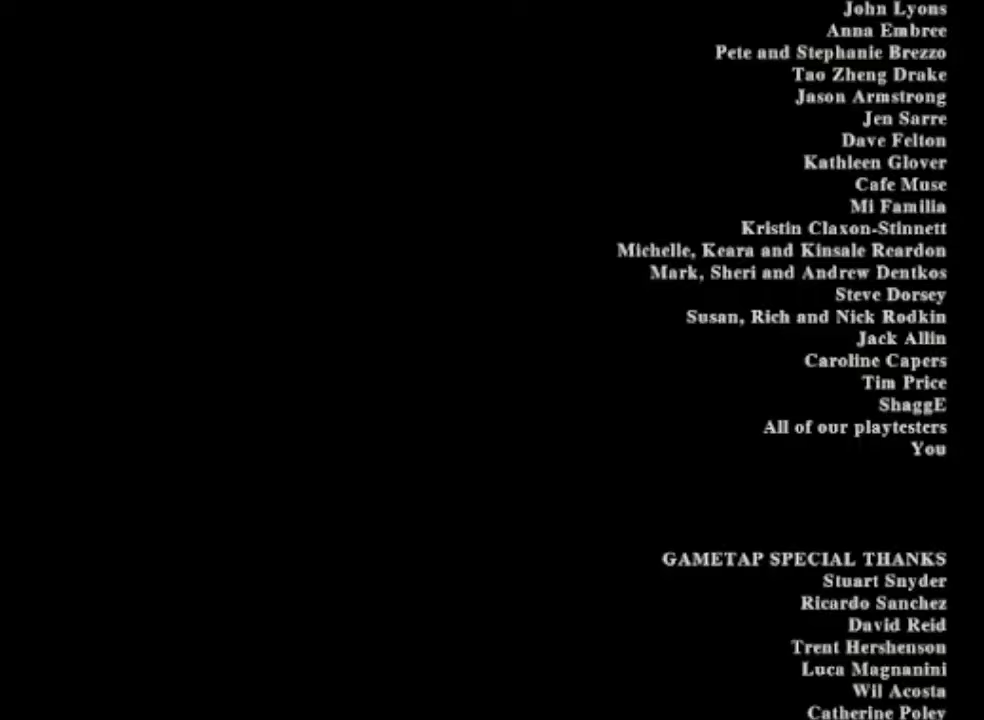 John Lyons
Anna Embree
Pete and Stephanie Brezzo
Tao Zheng Drake
Jason Armstrong
Jen Sarre
Dave Felton
Kathleen Glover
Cafe Muse
Mi Familia
Kristin Claxon-Stinnett
Michelle, Keara and Kinsale Reardon
Mark, Sheri and Andrew Dentkos
Steve Dorsey
Susan, Rich and Nick Rodkin
Jack Allin
Caroline Capers
Tim Price
ShaggE
All of our playtesters
You
GAMETAP SPECIAL THANKS
Stuart Snyder
Ricardo Sanchez
David Reid
Trent Hershenson
Luca Magnanini
Wil Acosta
Catherine Poley